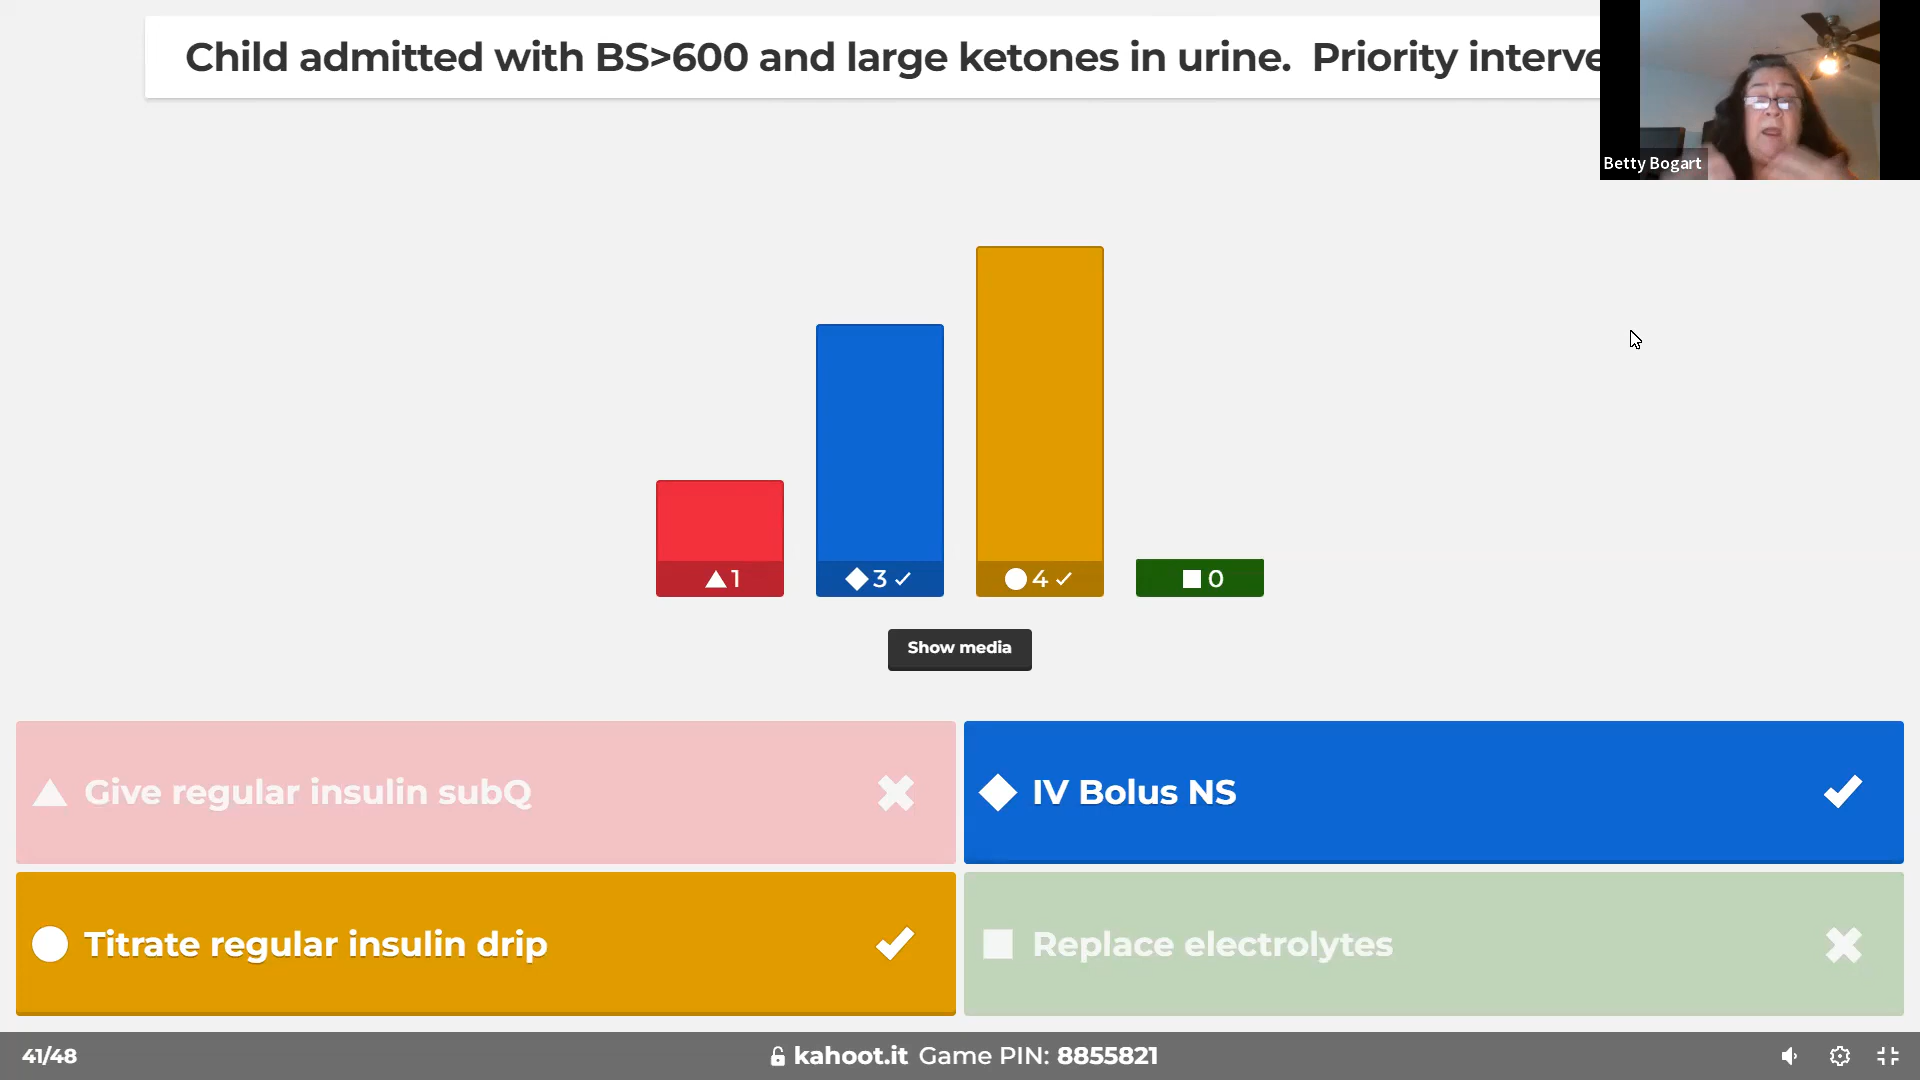 Child admitted with BS>600 and large ketones in urine. Priority interve
Betty Bogart
1
3
4
0
Show media
Give regular insulin subQ
IV Bolus NS
Titrate regular insulin drip
Replace electrolytes
41/48
kahoot.it Game PIN: 8855821